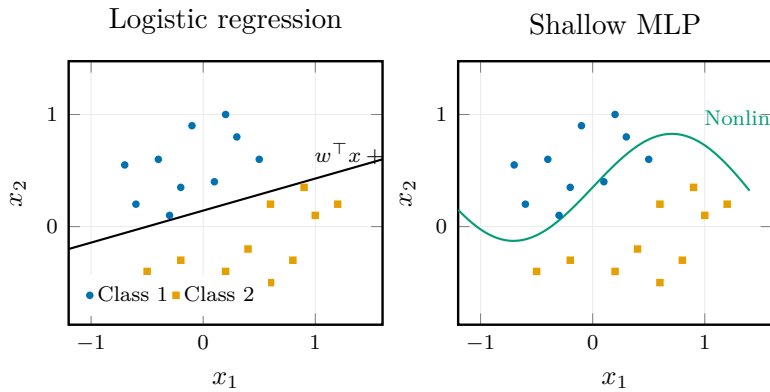 Logistic regression
Shallow MLP
1
0
−1
0
1
x₂
x₁
w⊤x +
Class 1
Class 2
1
0
−1
0
1
x₂
x₁
Nonlin